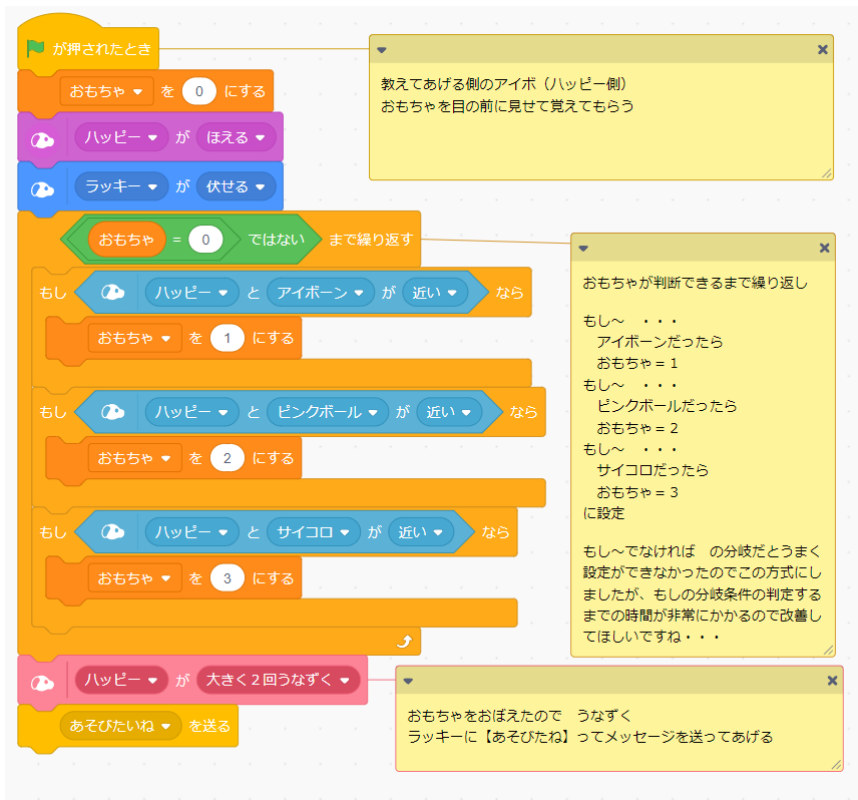 が押されたとき
教えてあげる側のアイボ（ハッピー側）
おもちゃを目の前に見せて覚えてもらう
おもちゃ を 0 にする
ハッピー が ほえる
ラッキー が 伏せる
おもちゃ = 0 ではない まで繰り返す
もし ハッピー と アイボーン が 近い なら
おもちゃ を 1 にする
もし ハッピー と ピンクボール が 近い なら
おもちゃ を 2 にする
もし ハッピー と サイコロ が 近い なら
おもちゃ を 3 にする
おもちゃが判断できるまで繰り返し
もし～　・・・
アイボーンだったら
おもちゃ = 1
もし～　・・・
ピンクボールだったら
おもちゃ = 2
もし～　・・・
サイコロだったら
おもちゃ = 3
に設定
もし～でなければ　の分岐だとうまく
設定ができなかったのでこの方式にし
ましたが、もしの分岐条件の判定する
までの時間が非常にかかるので改善し
てほしいですね・・・
ハッピー が 大きく２回うなずく
あそびたいね を送る
おもちゃをおぼえたので　うなずく
ラッキーに【あそびたね】ってメッセージを送ってあげる